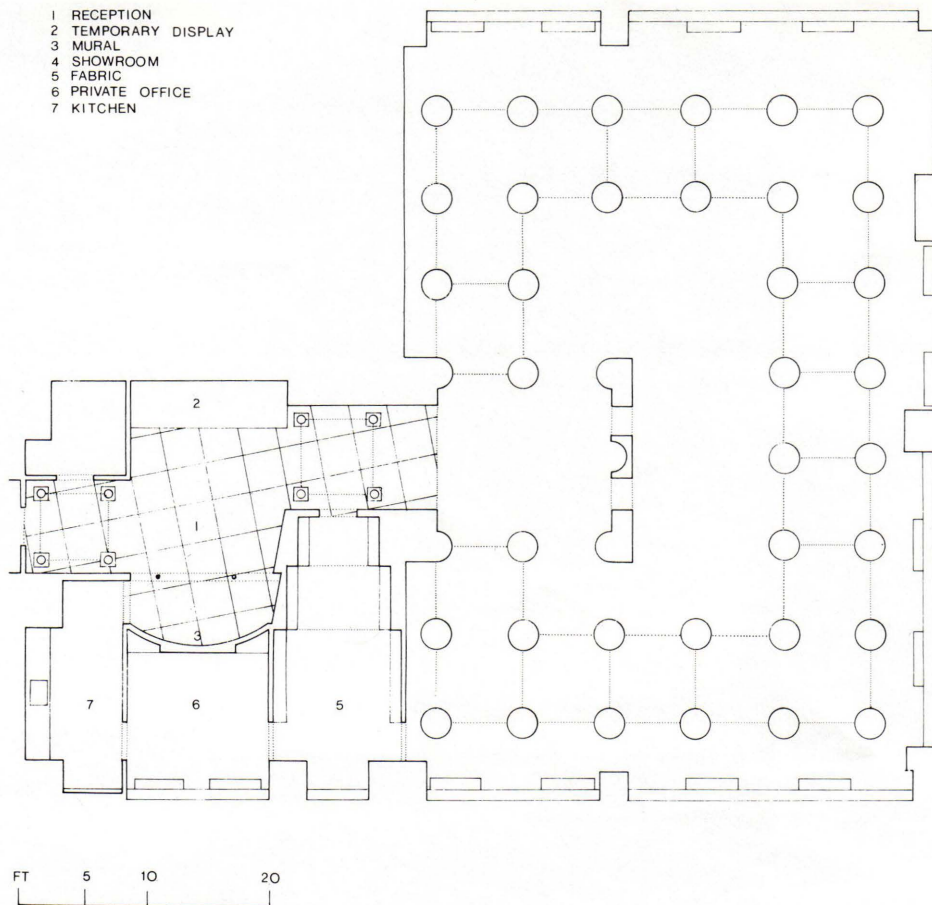 1 RECEPTION
2 TEMPORARY DISPLAY
3 MURAL
4 SHOWROOM
5 FABRIC
6 PRIVATE OFFICE
7 KITCHEN
2
1
3
7
6
5
FT 5 10 20